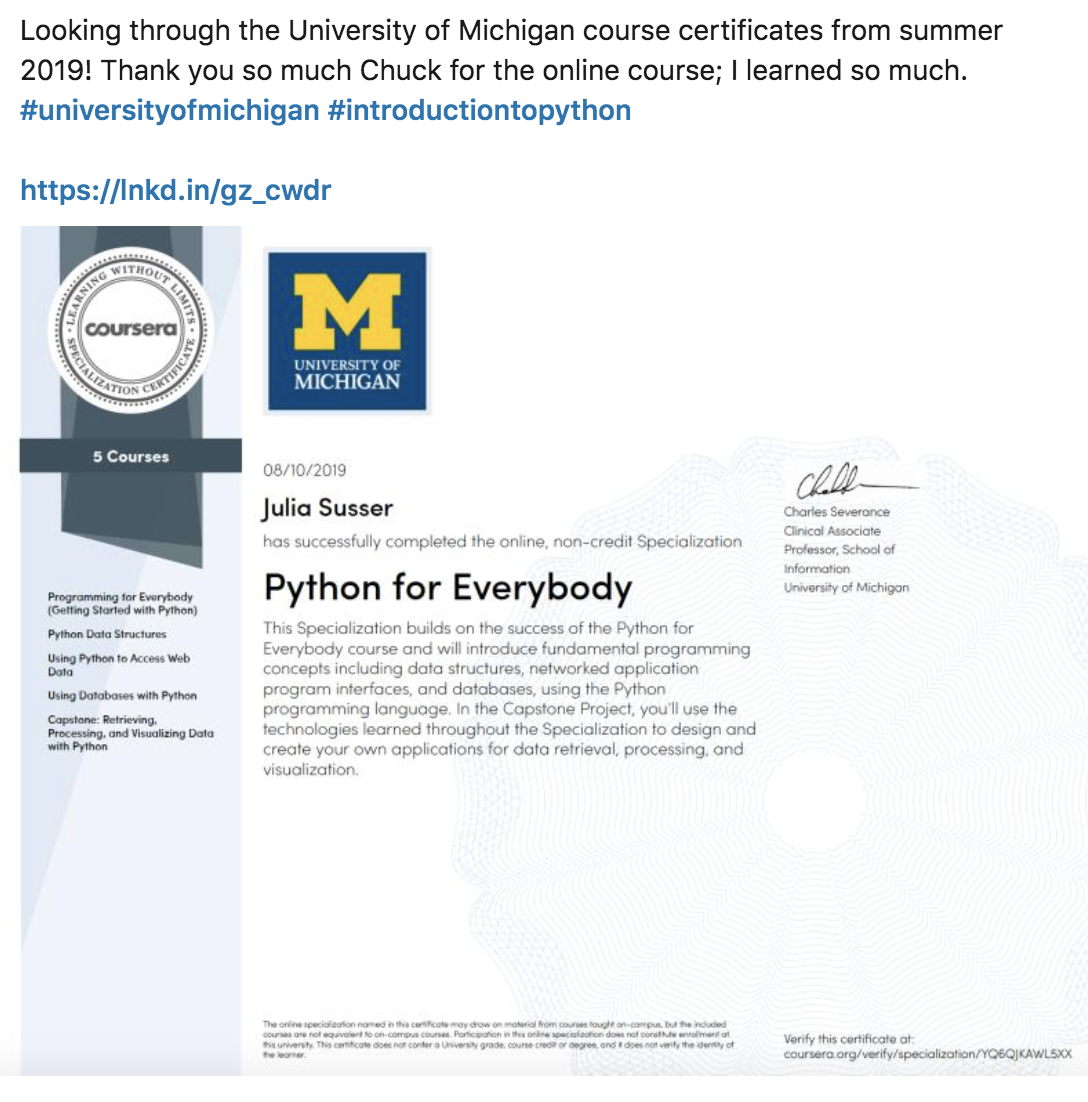 Looking through the University of Michigan course certificates from summer
2019! Thank you so much Chuck for the online course; I learned so much.
#universityofmichigan #introductiontopython
https://lnkd.in/gz_cwdr
LEARNING WITHOUT LIMITS
coursera
SPECIALIZATION CERTIFICATE
M
UNIVERSITY OF
MICHIGAN
5 Courses
Programming for Everybody
(Getting Started with Python)
Python Data Structures
Using Python to Access Web
Data
Using Databases with Python
Capstone: Retrieving,
Processing, and Visualizing Data
with Python
08/10/2019
Julia Susser
has successfully completed the online, non-credit Specialization
Python for Everybody
This Specialization builds on the success of the Python for
Everybody course and will introduce fundamental programming
concepts including data structures, networked application
program interfaces, and databases, using the Python
programming language. In the Capstone Project, you'll use the
technologies learned throughout the Specialization to design and
create your own applications for data retrieval, processing, and
visualization.
Charles Severance
Clinical Associate
Professor, School of
Information
University of Michigan
The online specialization named in this certificate may draw on material from courses taught on-campus, but the included
courses are not equivalent to on-campus courses. Participation in this online specialization does not constitute enrollment at
this university. This certificate does not confer a University grade, course credit or degree, and it does not verify the identity of
the learner.
Verify this certificate at:
coursera.org/verify/specialization/YQ6QJKAWL5XX